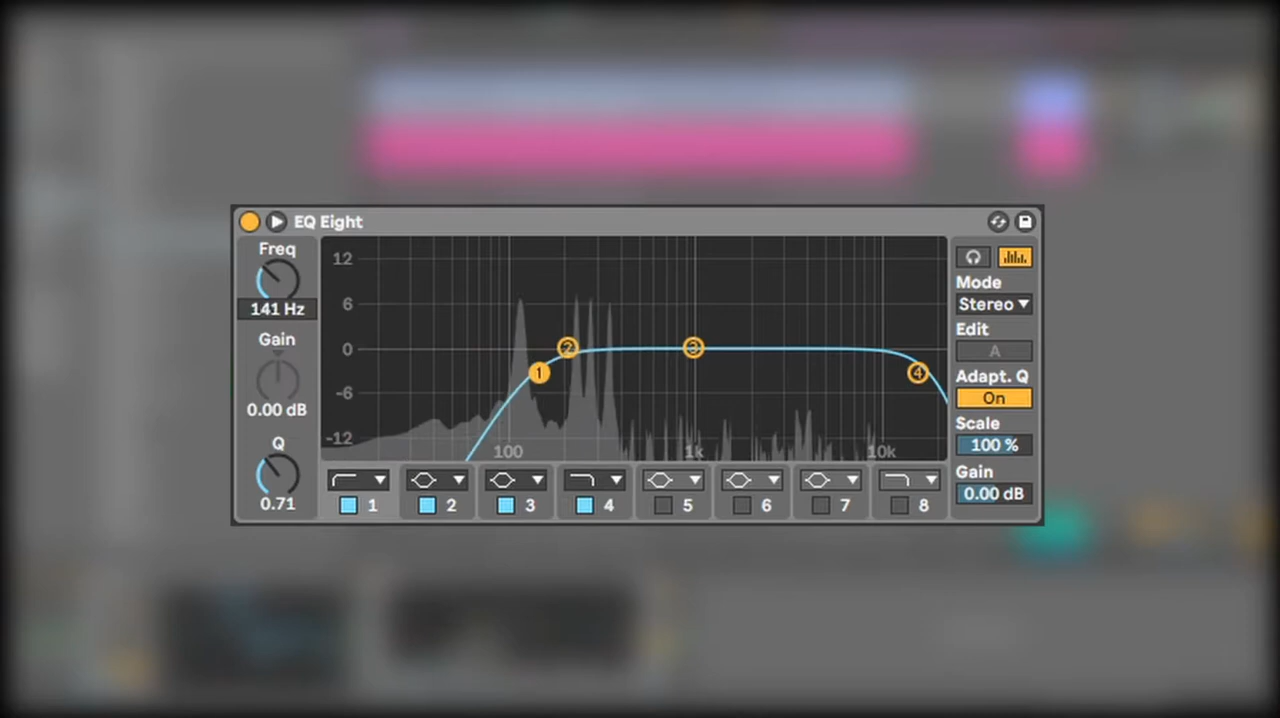 EQ Eight
Freq
141 Hz
Gain
0.00 dB
Q
0.71
12
6
0
-6
-12
100
1k
10k
1
2
3
4
1
2
3
4
5
6
7
8
Mode
Stereo
Edit
A
Adapt. Q
On
Scale
100 %
Gain
0.00 dB